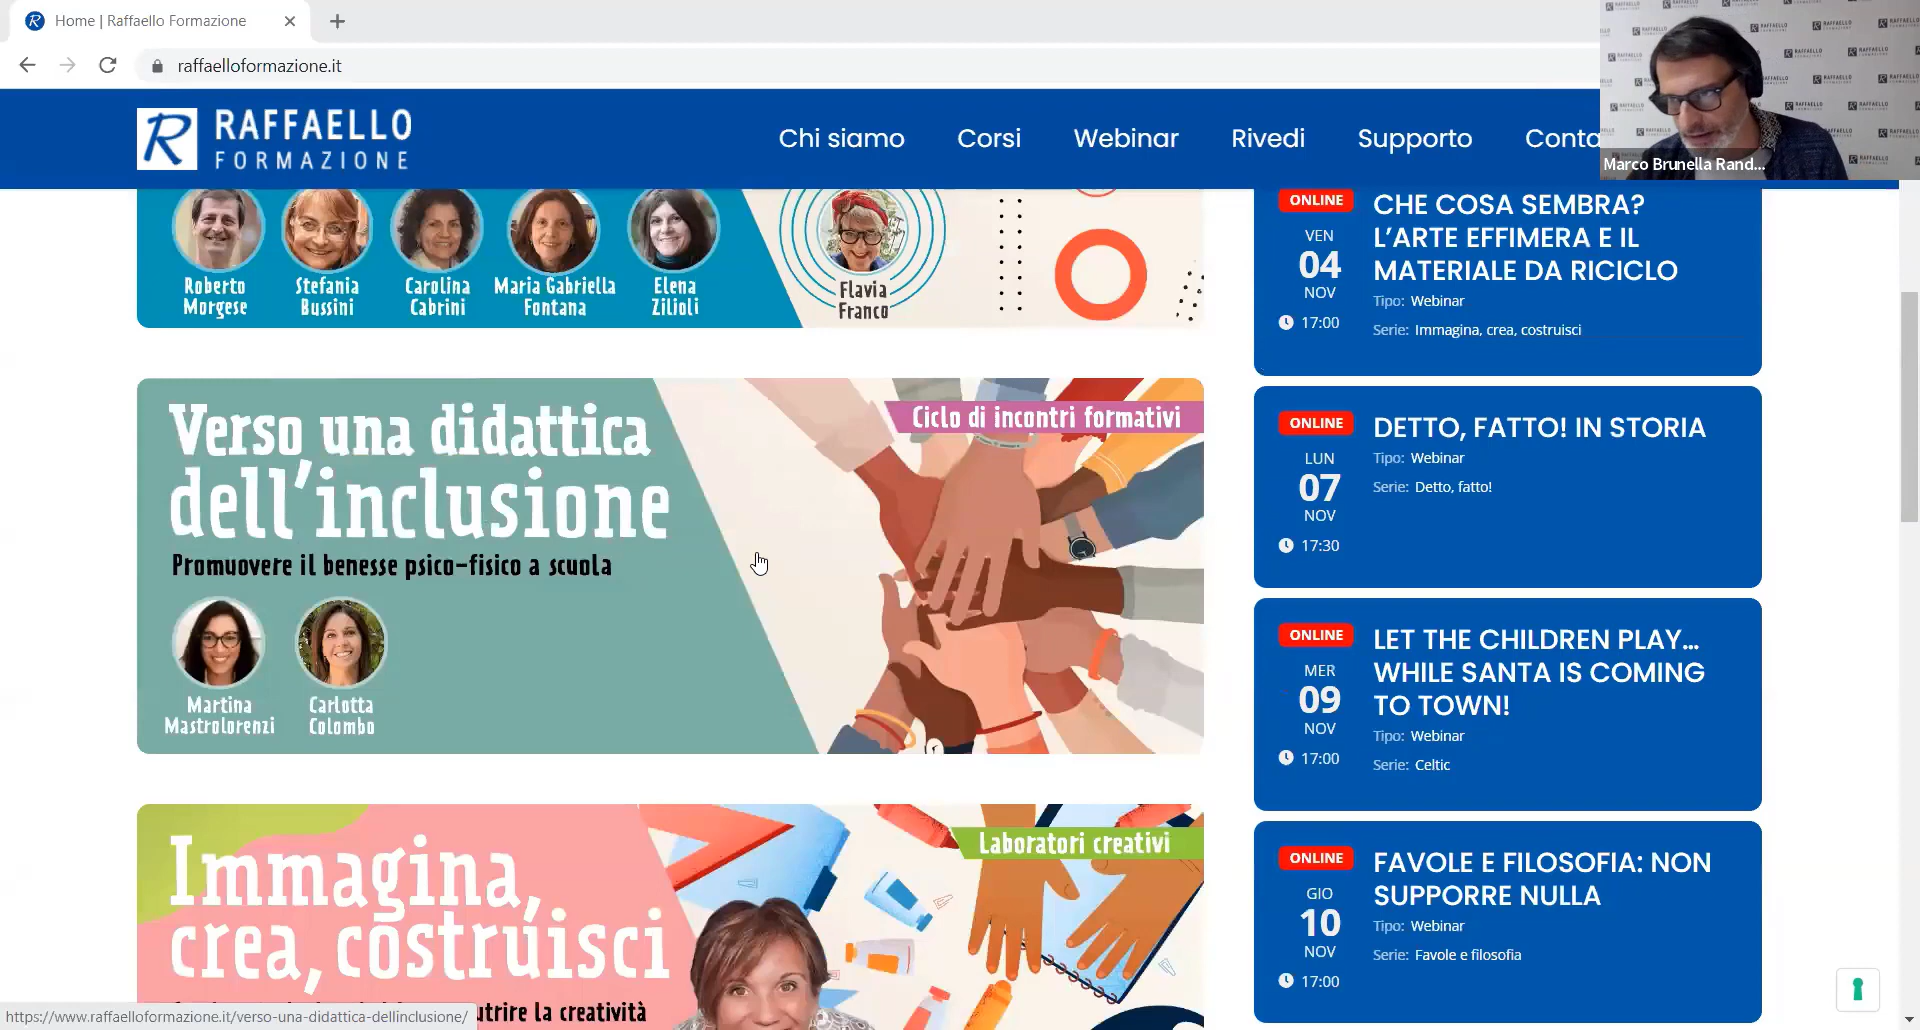 Home | Raffaello Formazione
raffaelloformazione.it
RAFFAELLO
FORMAZIONE
Chi siamo
Corsi
Webinar
Rivedi
Supporto
Conta
Marco Brunella Rand...
Roberto
Morgese
Stefania
Bussini
Carolina
Cabrini
Maria Gabriella
Fontana
Elena
Zilioli
Flavia
Franco
Verso una didattica
dell'inclusione
Promuovere il benesse psico-fisico a scuola
Ciclo di incontri formativi
Martina
Mastrolorenzi
Carlotta
Colombo
Immagina,
crea, costruisci
Laboratori creativi
utrire la creatività
ONLINE
VEN
04
NOV
17:00
CHE COSA SEMBRA?
L'ARTE EFFIMERA E IL
MATERIALE DA RICICLO
Tipo: Webinar
Serie: Immagina, crea, costruisci
ONLINE
LUN
07
NOV
17:30
DETTO, FATTO! IN STORIA
Tipo: Webinar
Serie: Detto, fatto!
ONLINE
MER
09
NOV
17:00
LET THE CHILDREN PLAY...
WHILE SANTA IS COMING
TO TOWN!
Tipo: Webinar
Serie: Celtic
ONLINE
GIO
10
NOV
17:00
FAVOLE E FILOSOFIA: NON
SUPPORRE NULLA
Tipo: Webinar
Serie: Favole e filosofia
https://www.raffaelloformazione.it/verso-una-didattica-dellinclusione/